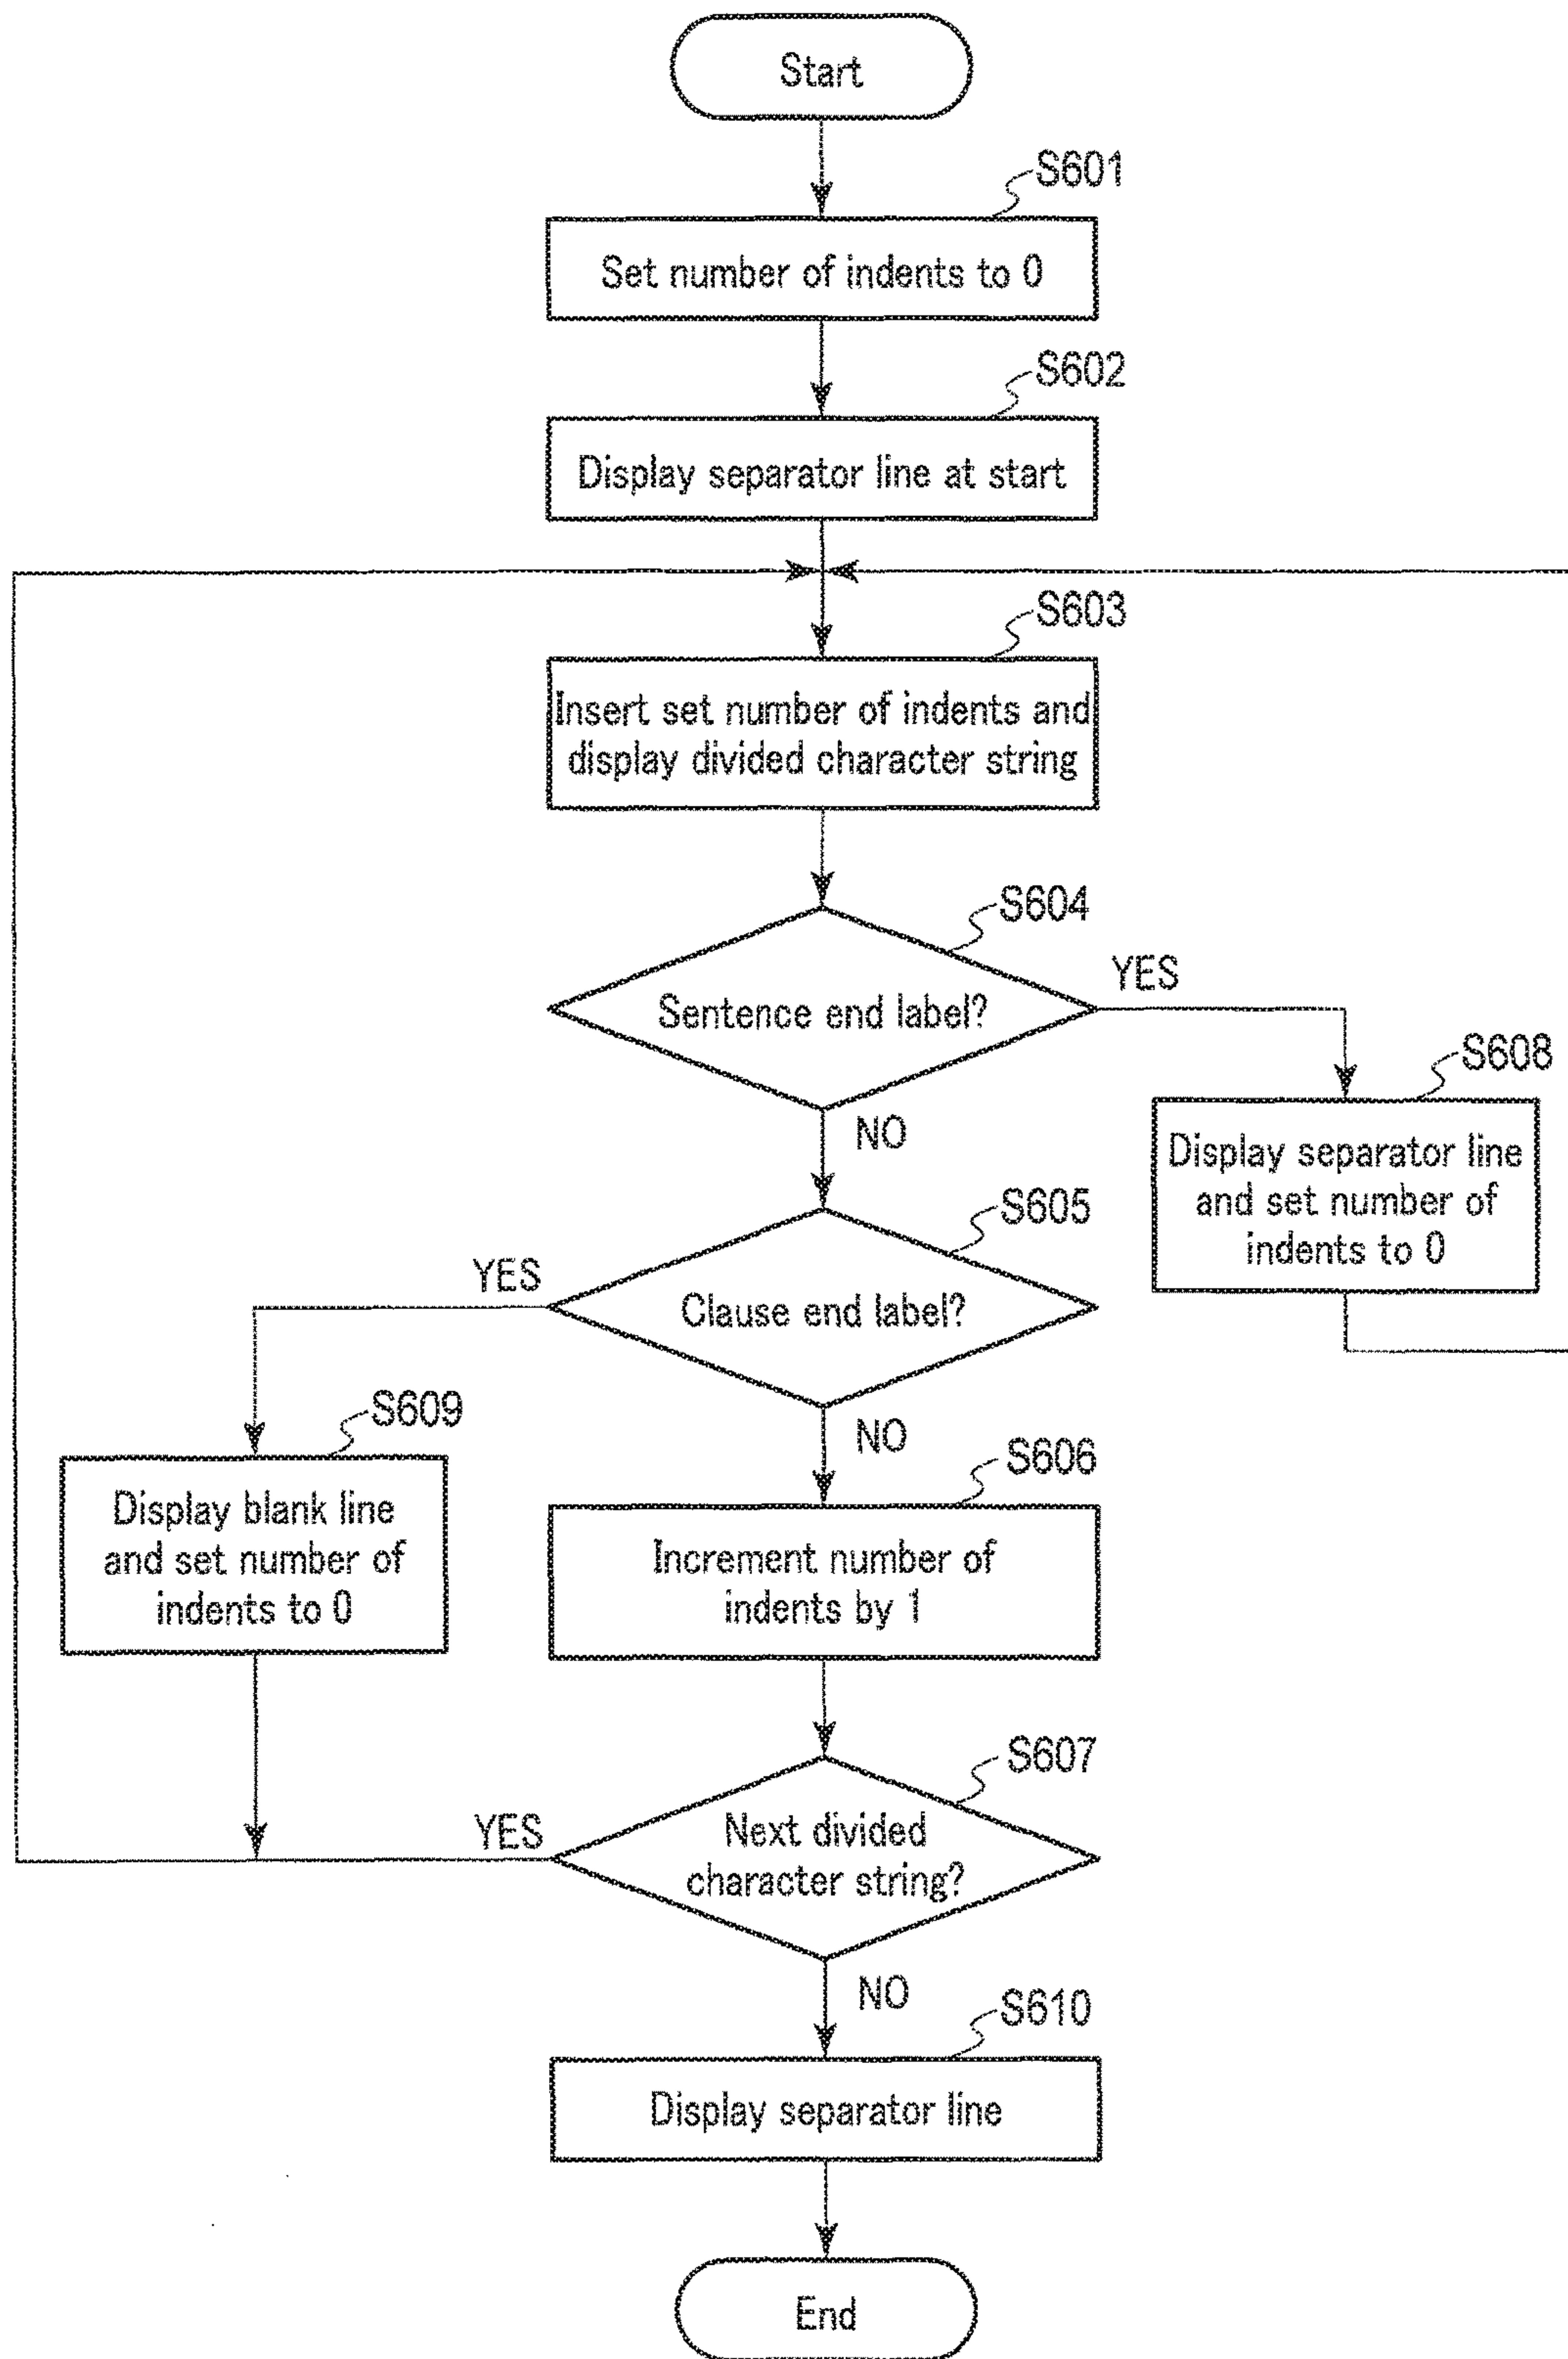 Start
S601
Set number of indents to 0
S602
Display separator line at start
S603
Insert set number of indents and
display divided character string
S604
Sentence end label?
YES
NO
S608
Display separator line
and set number of
indents to 0
S605
Clause end label?
YES
NO
S609
Display blank line
and set number of
indents to 0
S606
Increment number of
indents by 1
S607
Next divided
character string?
YES
NO
S610
Display separator line
End